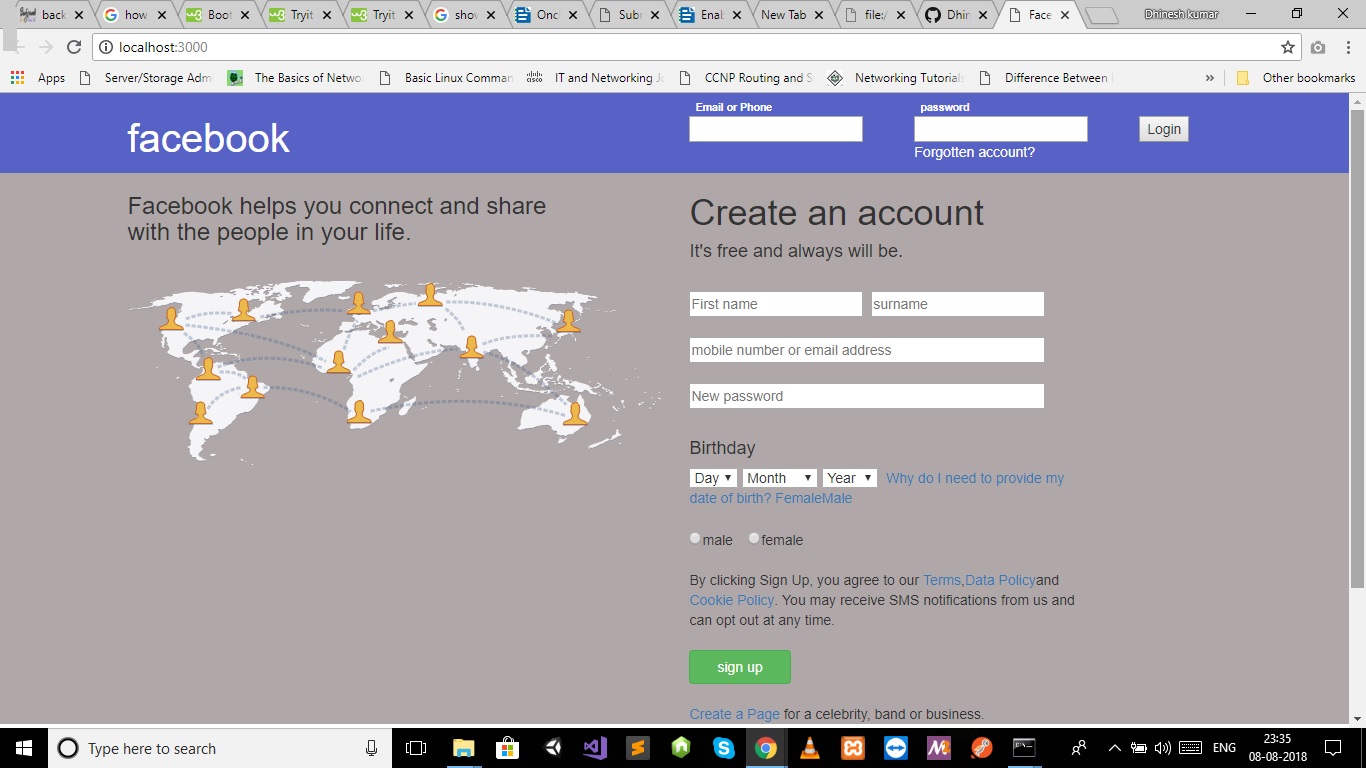 back
how
Boot
Tryit
Tryit
show
Onc
Subm
Enab
New Tab
file:/
Dhin
Face
Dhinesh kumar
localhost:3000
Apps
Server/Storage Adm
The Basics of Netwo
Basic Linux Comman
cisco
IT and Networking Jo
CCNP Routing and S
Networking Tutorials
Difference Between
»
Other bookmarks
facebook
Email or Phone
password
Login
Forgotten account?
Facebook helps you connect and share
with the people in your life.
Create an account
It's free and always will be.
First name
surname
mobile number or email address
New password
Birthday
Day
Month
Year
Why do I need to provide my
date of birth? FemaleMale
male
female
By clicking Sign Up, you agree to our Terms,Data Policyand
Cookie Policy. You may receive SMS notifications from us and
can opt out at any time.
sign up
Create a Page for a celebrity, band or business.
Type here to search
ENG
23:35
08-08-2018